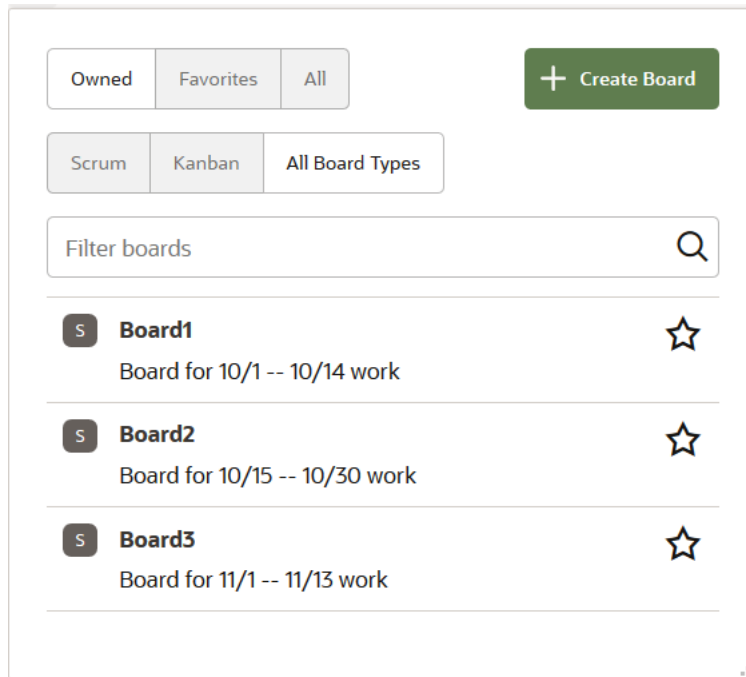 Owned Favorites All + Create Board
Scrum Kanban All Board Types
Filter boards
S Board1
Board for 10/1 -- 10/14 work
S Board2
Board for 10/15 -- 10/30 work
S Board3
Board for 11/1 -- 11/13 work